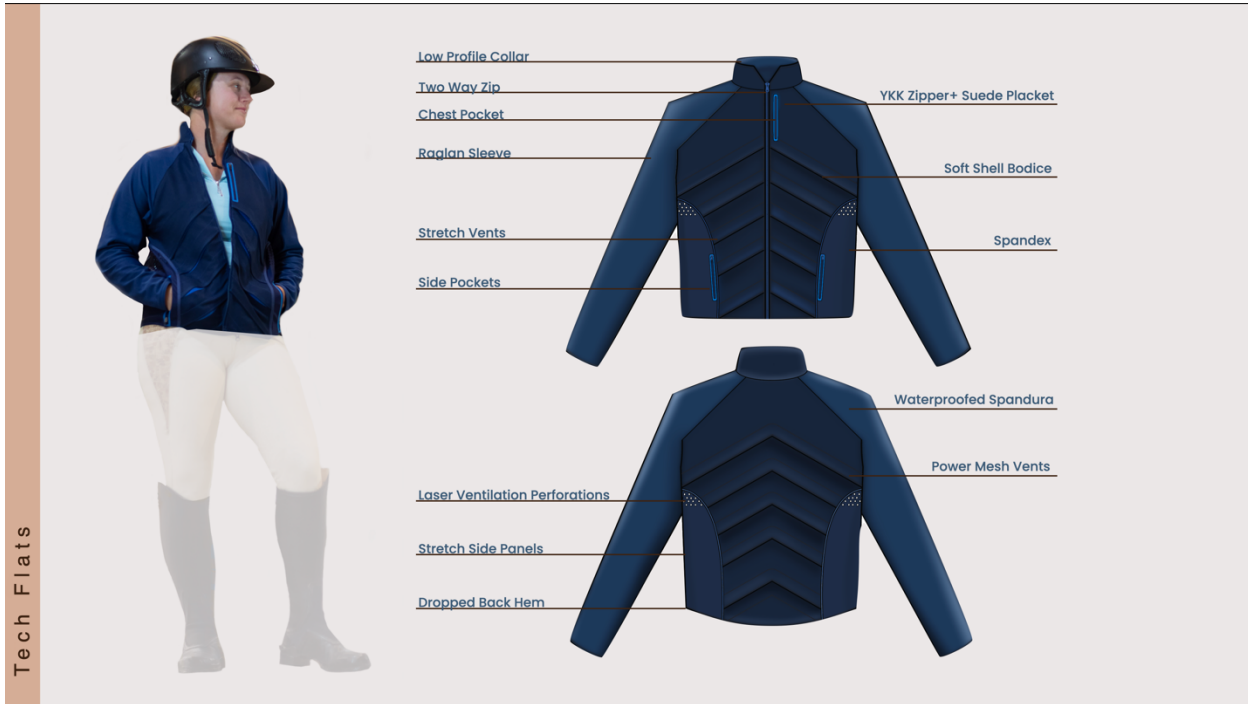 Tech Flats
Low Profile Collar
Two Way Zip
Chest Pocket
Raglan Sleeve
Stretch Vents
Side Pockets
YKK Zipper+ Suede Placket
Soft Shell Bodice
Spandex
Laser Ventilation Perforations
Stretch Side Panels
Dropped Back Hem
Waterproofed Spandura
Power Mesh Vents